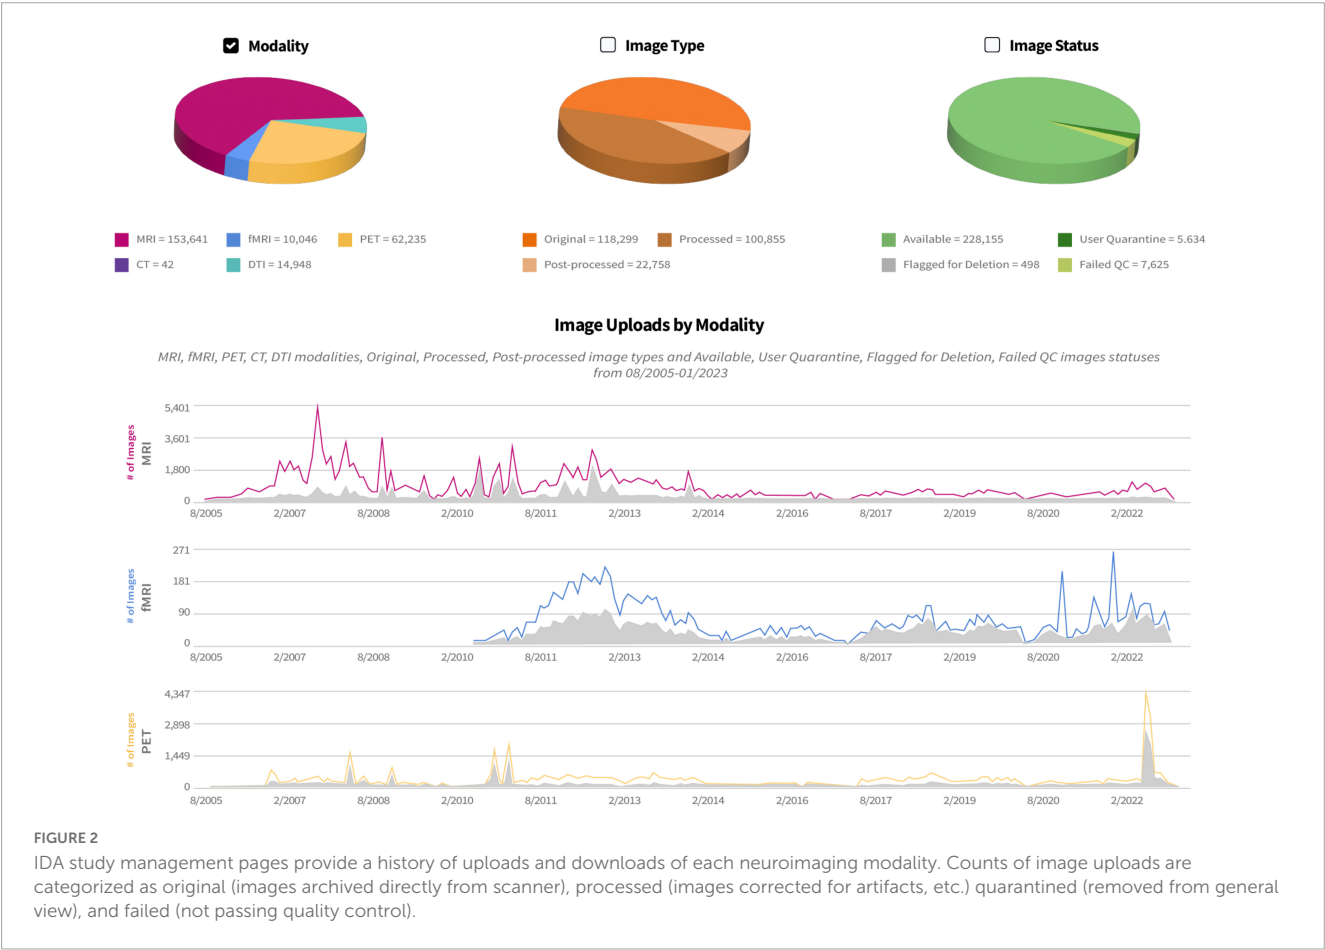 Modality
Image Type
Image Status
MRI = 153,641
fMRI = 10,046
PET = 62,235
CT = 42
DTI = 14,948
Original = 118,299
Processed = 100,855
Post-processed = 22,758
Available = 228,155
User Quarantine = 5.634
Flagged for Deletion = 498
Failed QC = 7,625
Image Uploads by Modality
MRI, fMRI, PET, CT, DTI modalities, Original, Processed, Post-processed image types and Available, User Quarantine, Flagged for Deletion, Failed QC images statuses
from 08/2005-01/2023
# of Images
MRI
5,401
3,601
1,800
0
8/2005
2/2007
8/2008
2/2010
8/2011
2/2013
2/2014
2/2016
8/2017
2/2019
8/2020
2/2022
# of Images
fMRI
271
181
90
0
8/2005
2/2007
8/2008
2/2010
8/2011
2/2013
2/2014
2/2016
8/2017
2/2019
8/2020
2/2022
# of Images
PET
4,347
2,898
1,449
0
8/2005
2/2007
8/2008
2/2010
8/2011
2/2013
2/2014
2/2016
8/2017
2/2019
8/2020
2/2022
FIGURE 2
IDA study management pages provide a history of uploads and downloads of each neuroimaging modality. Counts of image uploads are
categorized as original (images archived directly from scanner), processed (images corrected for artifacts, etc.) quarantined (removed from general
view), and failed (not passing quality control).